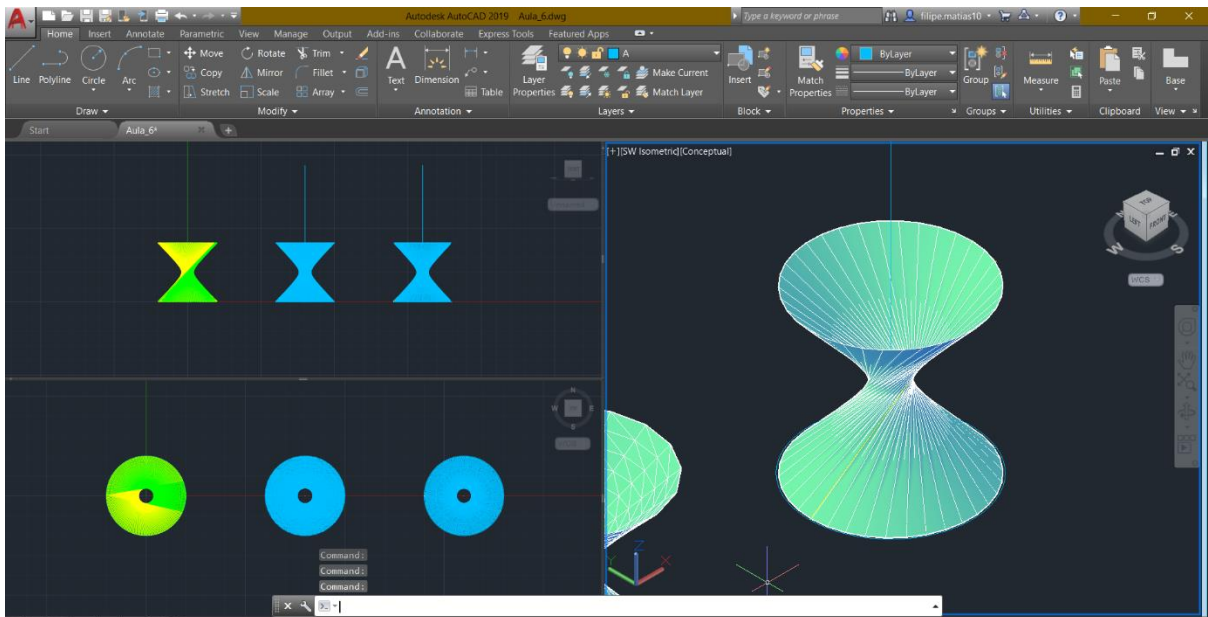 A Autodesk AutoCAD 2019 Aula_6.dwg Type a keyword or phrase filipe.matias10
Home Insert Annotate Parametric View Manage Output Add-ins Collaborate Express Tools Featured Apps
Line Polyline Circle Arc Move Rotate Trim Text Dimension Layer Properties A Insert Match Properties ByLayer Group Measure Paste Base
Copy Mirror Fillet Make Current ByLayer
Stretch Scale Array Table Match Layer ByLayer
Draw Modify Annotation Layers Block Properties Groups Utilities Clipboard View
Start Aula_6* +
[+][SW Isometric][Conceptual]
TOP
LEFT FRONT
W S
WCS
N
W E
S
Z
Y X
Command:
Command:
Command: